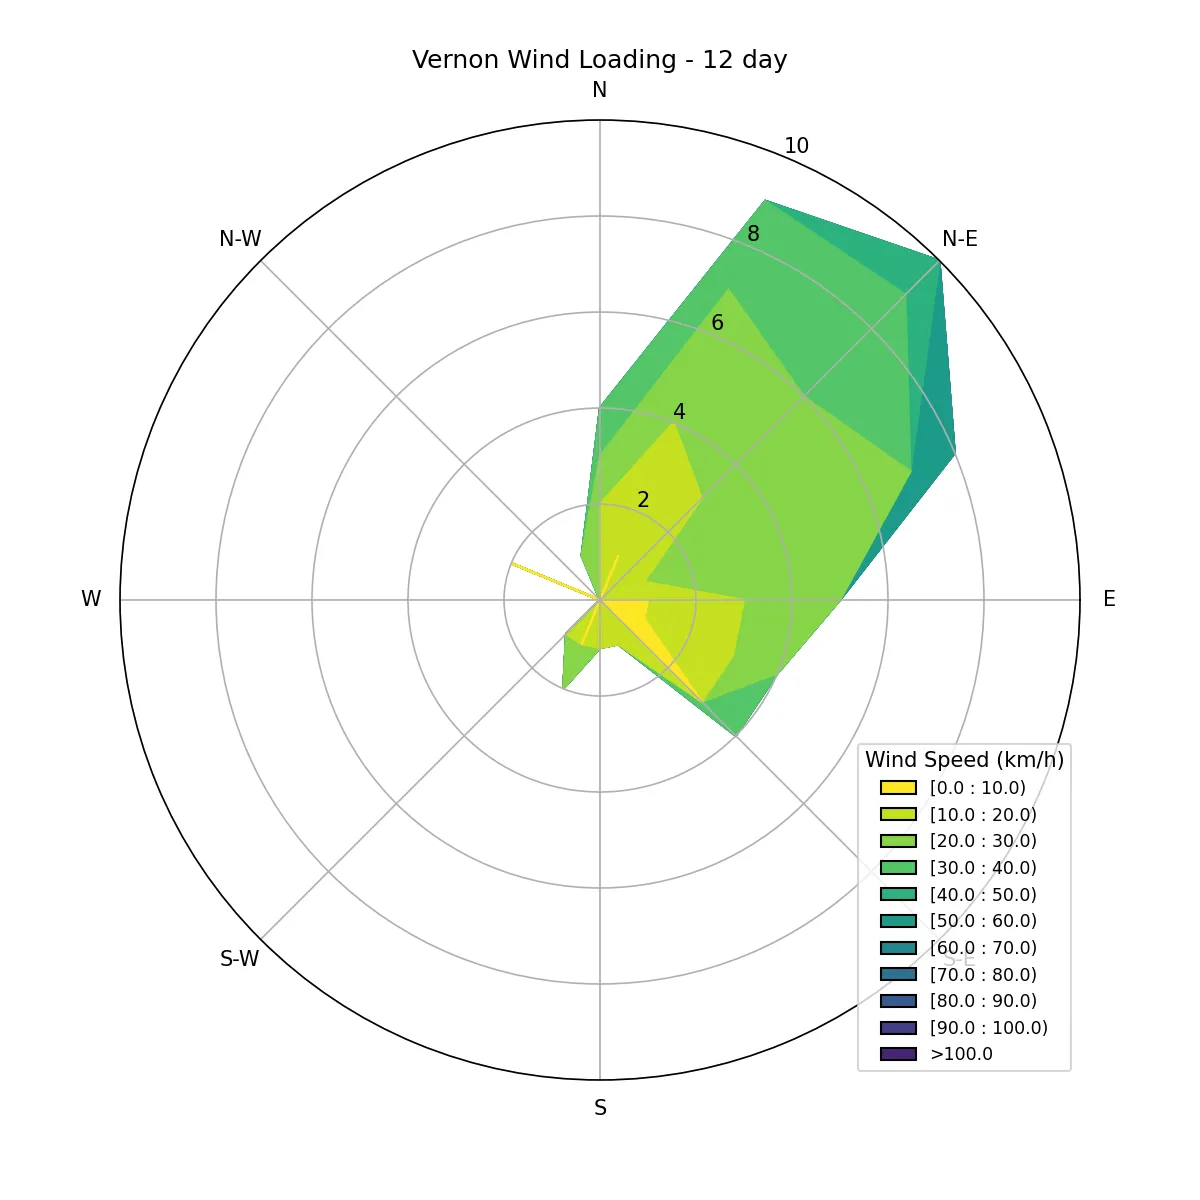 Vernon Wind Loading - 12 day
N
10
N-W
8
N-E
6
4
2
W
E
Wind Speed (km/h)
[0.0 : 10.0)
[10.0 : 20.0)
[20.0 : 30.0)
[30.0 : 40.0)
[40.0 : 50.0)
[50.0 : 60.0)
[60.0 : 70.0)
[70.0 : 80.0)
[80.0 : 90.0)
[90.0 : 100.0)
>100.0
S-W
S-E
S